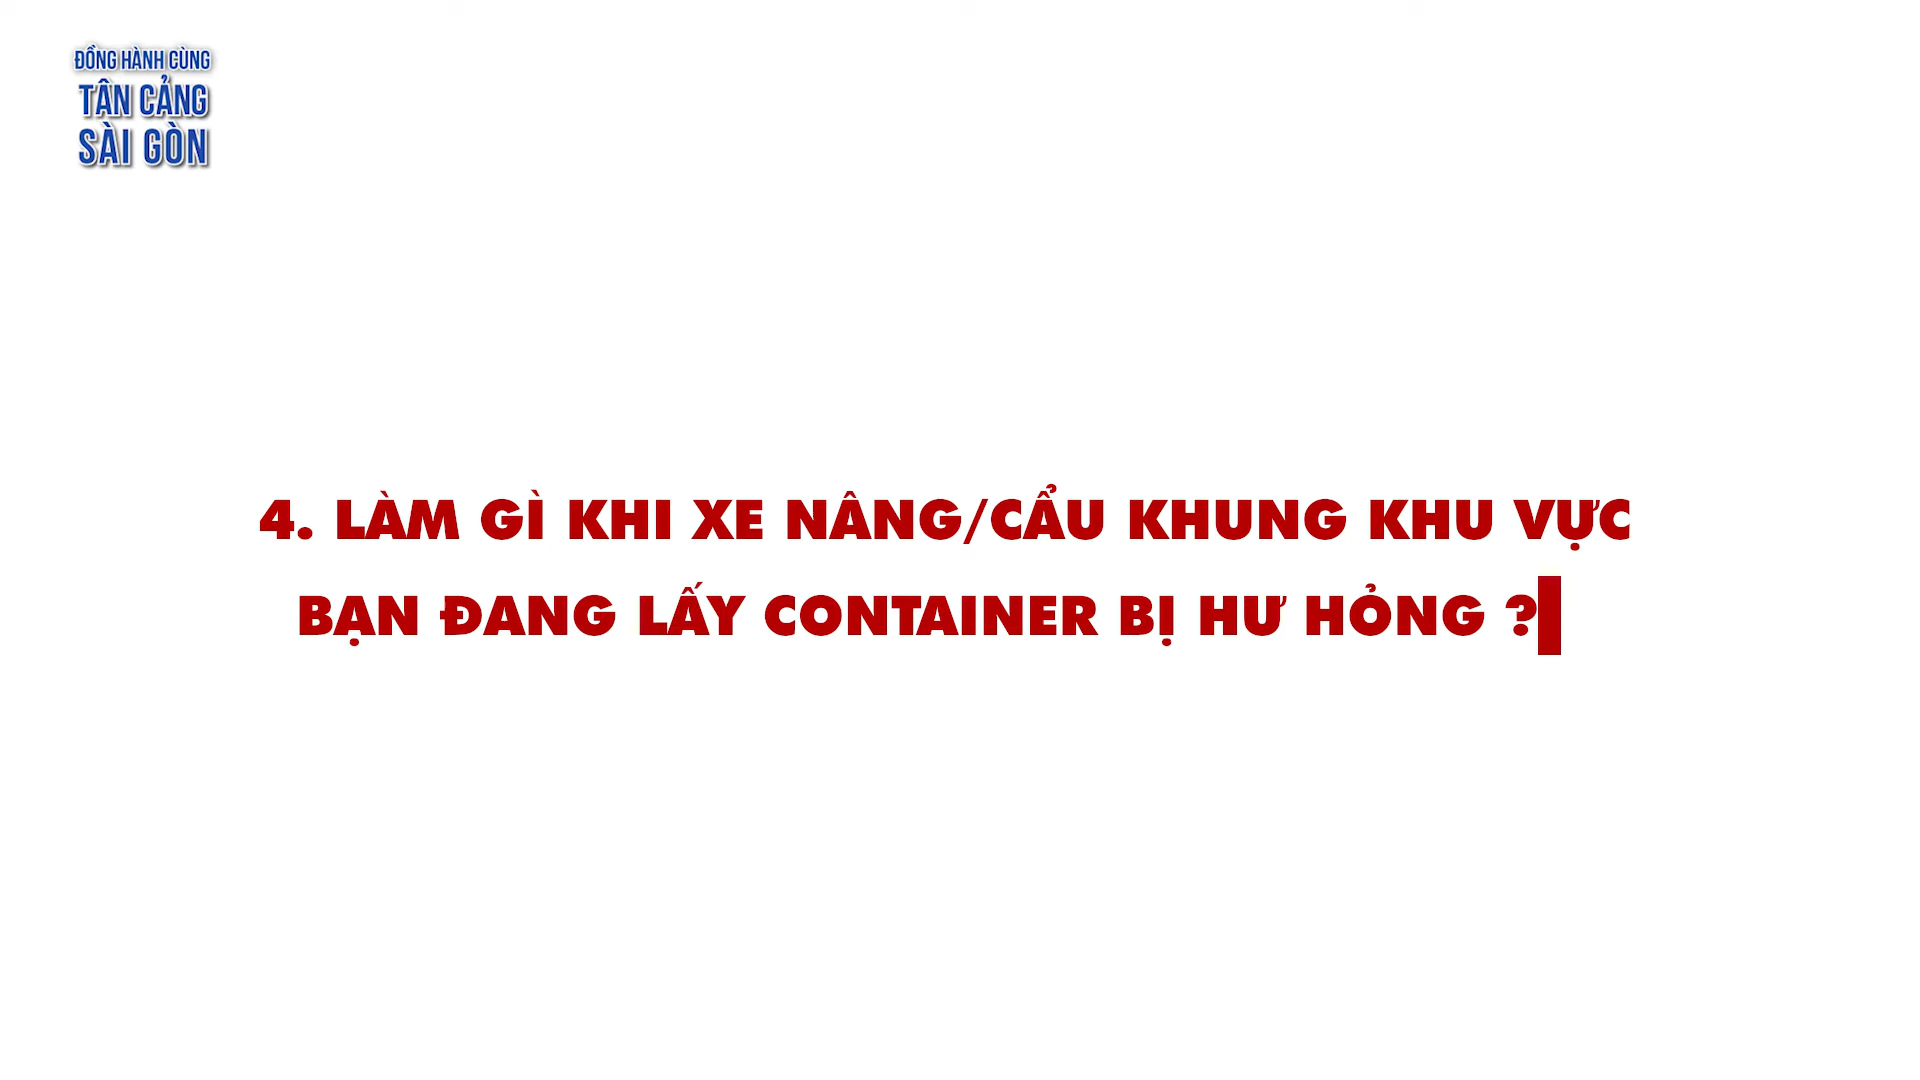 ĐỒNG HÀNH CÙNG
TÂN CẢNG
SÀI GÒN
4. LÀM GÌ KHI XE NÂNG/CẨU KHUNG KHU VỰC
BẠN ĐANG LẤY CONTAINER BỊ HƯ HỎNG ?